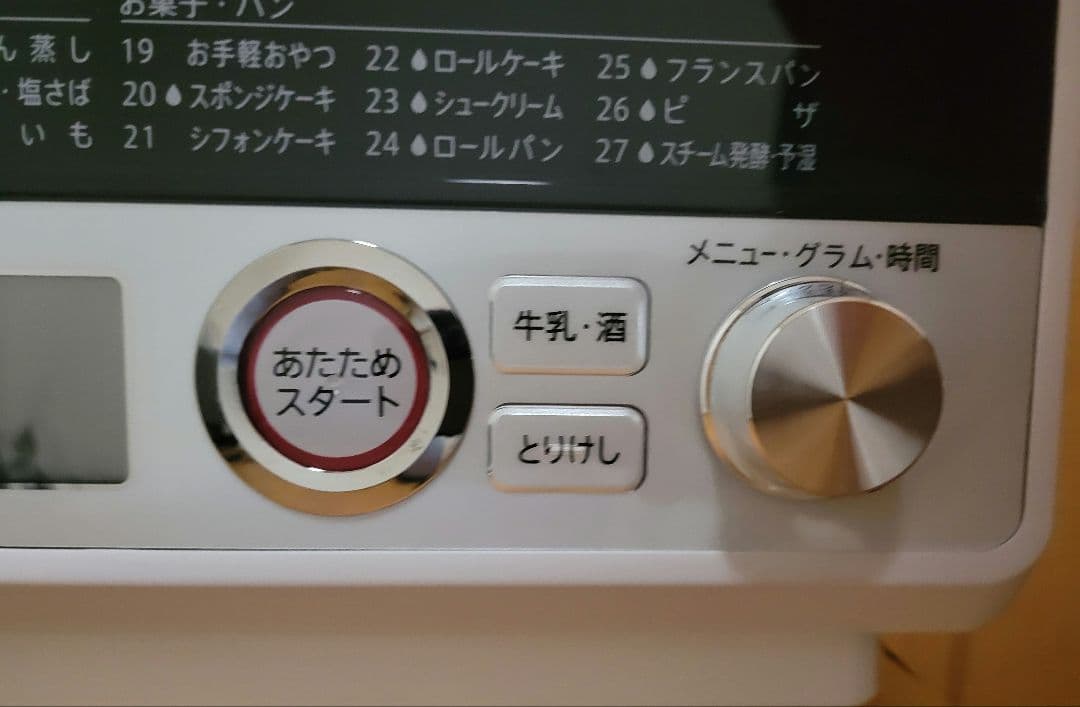 お菓子・パン
ん蒸し 19 お手軽おやつ 22 ロールケーキ 25 フランスパン
・塩さば 20 スポンジケーキ 23 シュークリーム 26 ピザ
いも 21 シフォンケーキ 24 ロールパン 27 スチーム発酵・予湿
メニュー・グラム・時間
牛乳・酒
あたため
スタート
とりけし